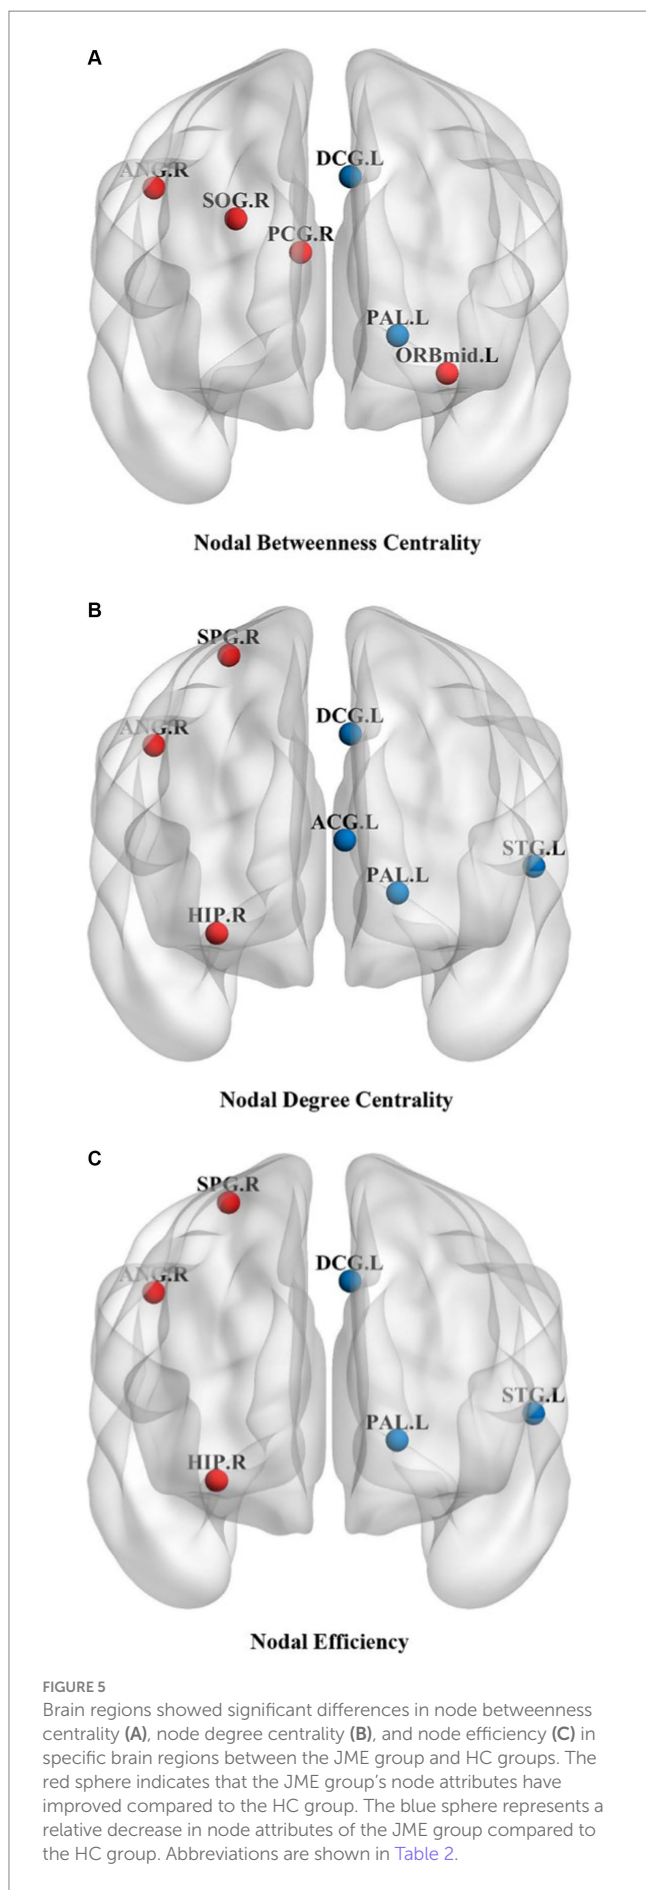 A
DCG.L
ANG.R
SOG.R
PCG.R
PAL.L
ORBmid.L
Nodal Betweenness Centrality
B
SPG.R
DCG.L
ANG.R
ACG.L
STG.L
PAL.L
HIP.R
Nodal Degree Centrality
C
SPG.R
DCG.L
ANG.R
STG.L
PAL.L
HIP.R
Nodal Efficiency
FIGURE 5
Brain regions showed significant differences in node betweenness
centrality (A), node degree centrality (B), and node efficiency (C) in
specific brain regions between the JME group and HC groups. The
red sphere indicates that the JME group’s node attributes have
improved compared to the HC group. The blue sphere represents a
relative decrease in node attributes of the JME group compared to
the HC group. Abbreviations are shown in Table 2.